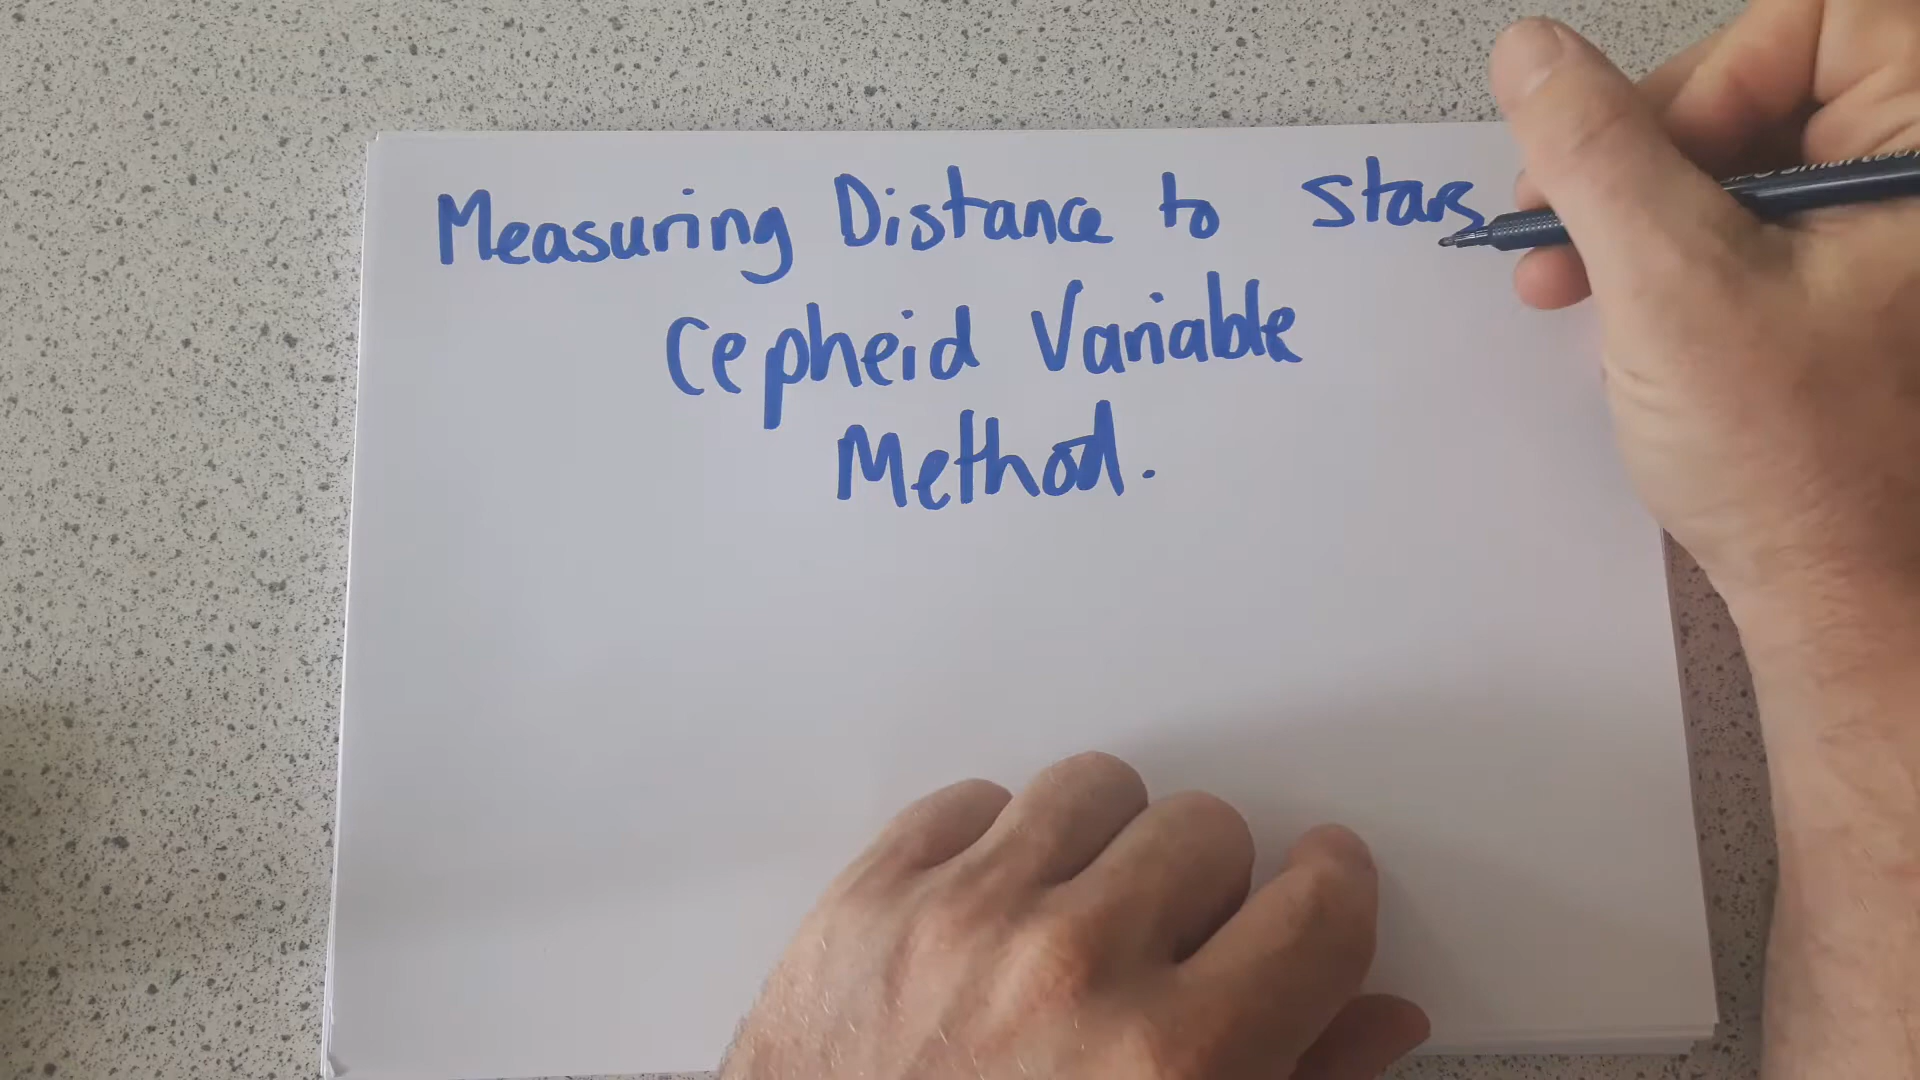 Measuring Distance to Stars
Cepheid Variable
Method.